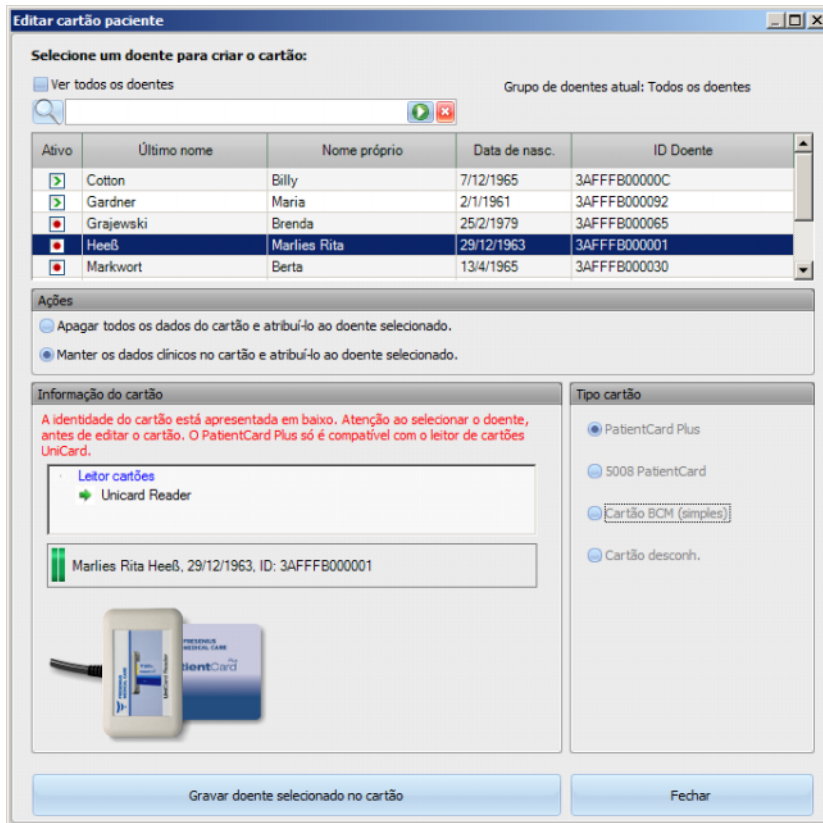 Editar cartão paciente
Selecione um doente para criar o cartão:
Ver todos os doentes
Grupo de doentes atual: Todos os doentes
Ativo Último nome Nome próprio Data de nasc. ID Doente
Cotton Billy 7/12/1965 3AFFFB00000C
Gardner Maria 2/1/1961 3AFFFB000092
Grajewski Brenda 25/2/1979 3AFFFB000065
Heeß Marlies Rita 29/12/1963 3AFFFB000001
Markwort Berta 13/4/1965 3AFFFB000030
Ações
Apagar todos os dados do cartão e atribuí-lo ao doente selecionado.
Manter os dados clínicos no cartão e atribuí-lo ao doente selecionado.
Informação do cartão
A identidade do cartão está apresentada em baixo. Atenção ao selecionar o doente,
antes de editar o cartão. O PatientCard Plus só é compatível com o leitor de cartões
UniCard.
Leitor cartões
Unicard Reader
Marlies Rita Heeß, 29/12/1963, ID: 3AFFFB000001
FRESENIUS
MEDICAL CARE
tientCard
Plus
UniCard Reader
FRESENIUS
MEDICAL CARE
Tipo cartão
PatientCard Plus
5008 PatientCard
Cartão BCM (simples)
Cartão desconh.
Gravar doente selecionado no cartão
Fechar